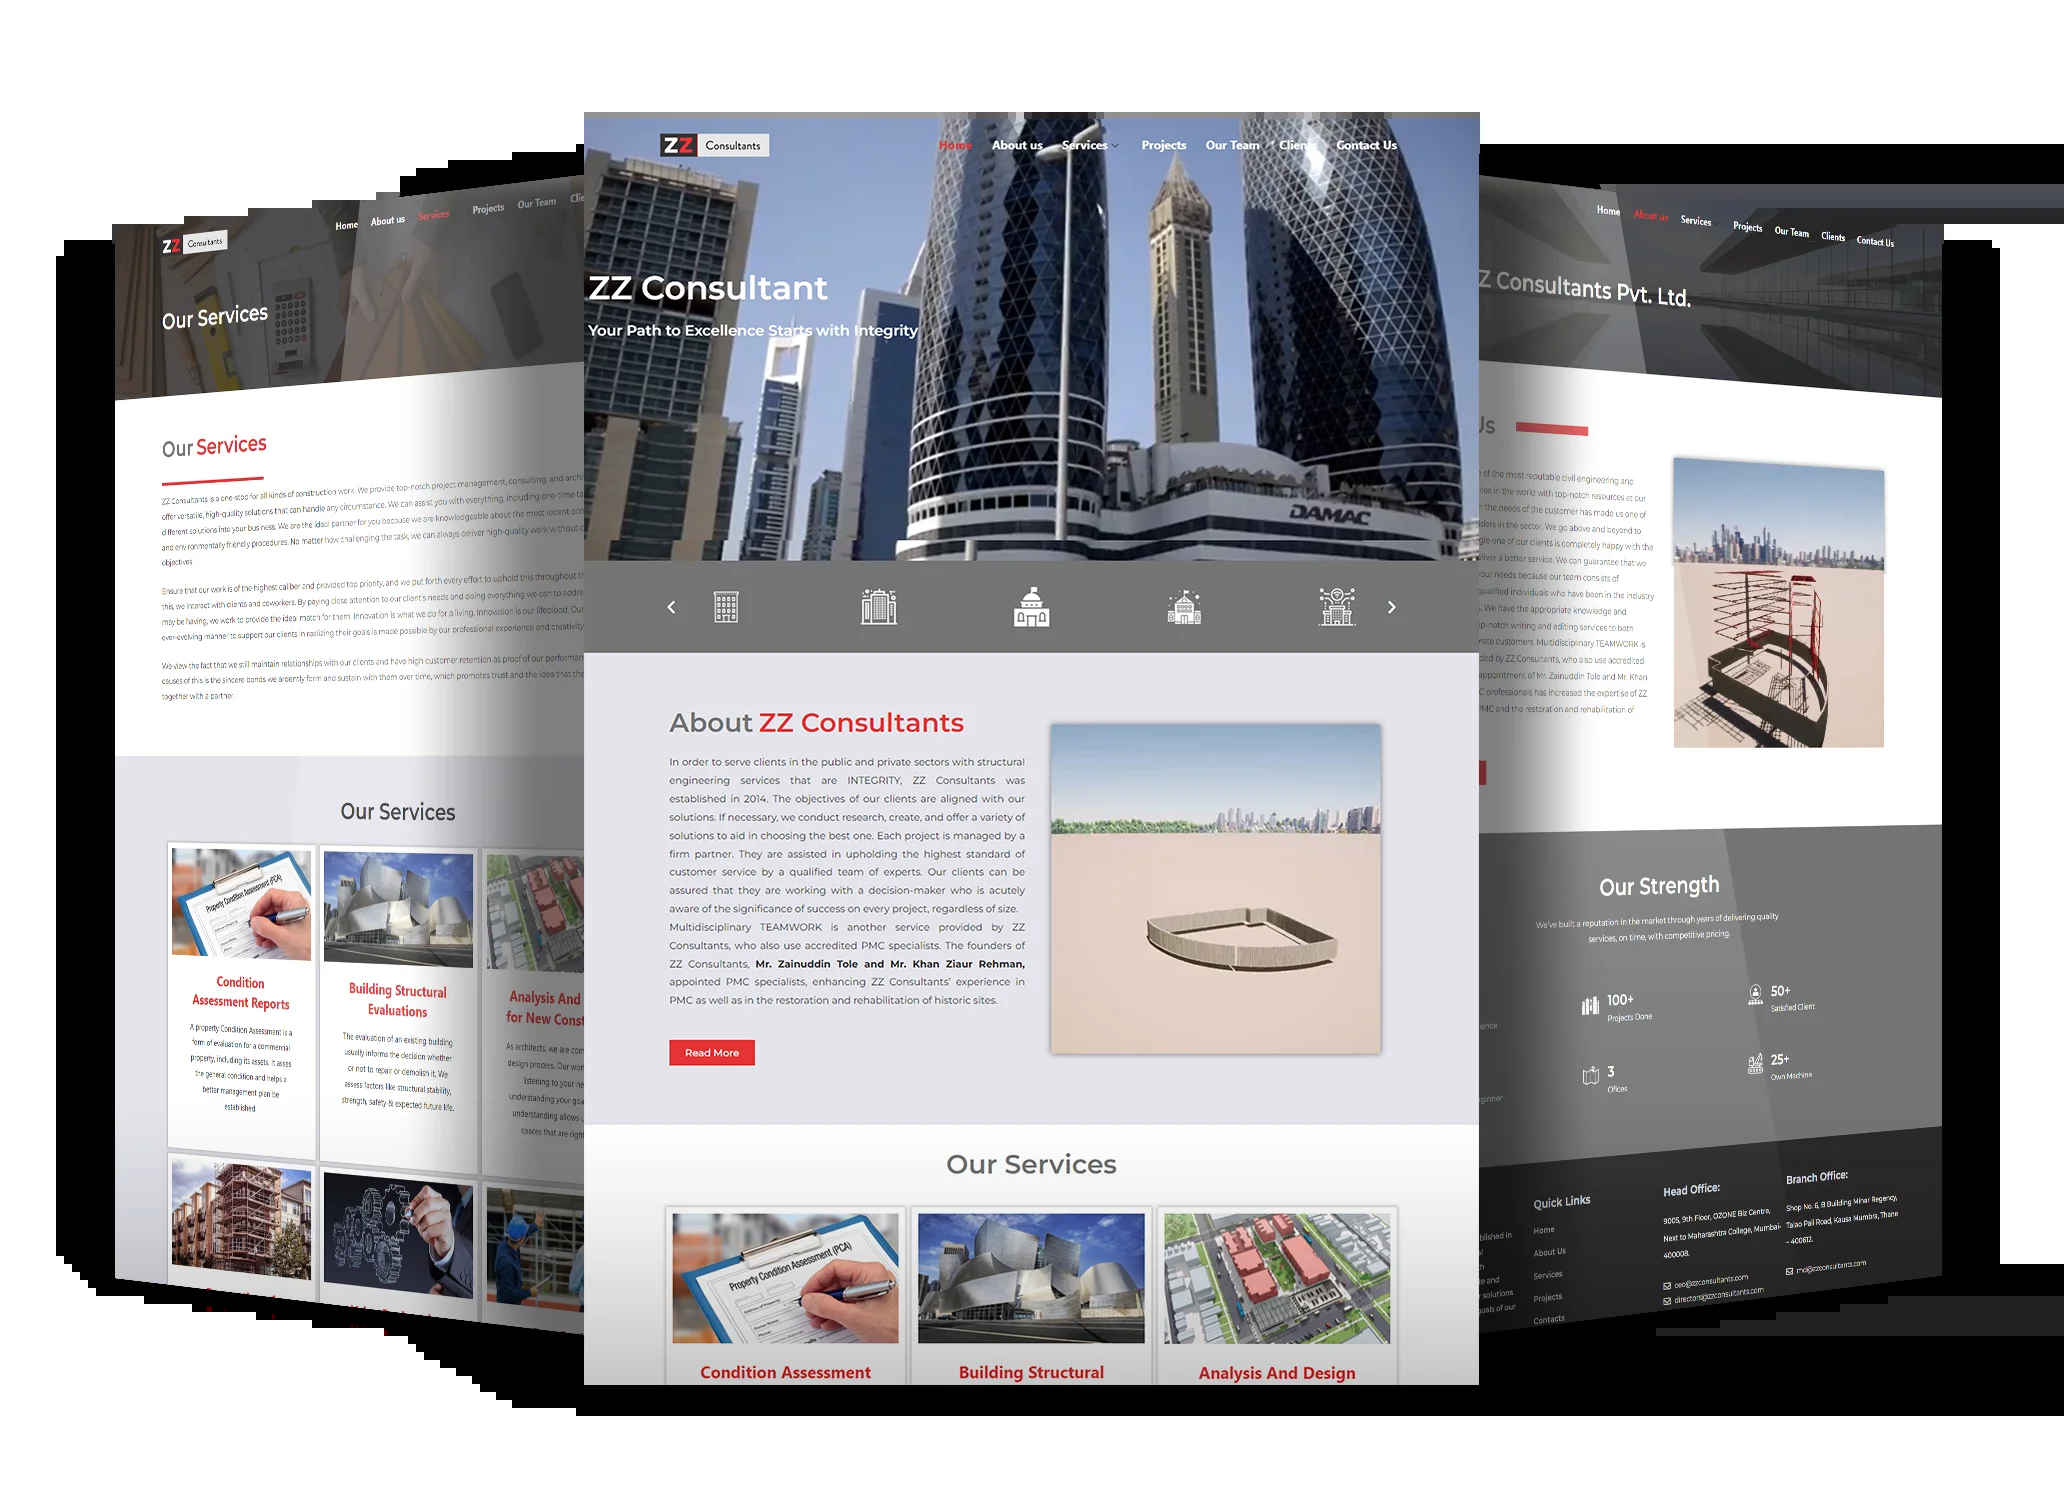 ZZ Consultants
Home About us Services Projects Our Team
Our Services
Our Services
ZZ Consultants is a one-stop for all kinds of construction work. We provide top-notch project management, consulting, and
offer versatile, high-quality solutions that can handle any circumstance. We can assist you with everything, including one-time
different solutions into your business. We are the ideal partner for you because we are knowledgeable about the most recent
and environmentally friendly procedures. No matter how challenging the task, we can always deliver high-quality work without
objectives.
Ensure that our work is of the highest caliber and provided top priority, and we put forth every effort to uphold this throughout
this, we interact with clients and coworkers. By paying close attention to our client's needs and doing everything we can to
may be having, we work to provide the ideal match for them. Innovation is what we do for a living. Innovation is our lifeblood. Our
ever-evolving manner to support our clients in realizing their goals is made possible by our professional experience and creativity
We view the fact that we still maintain relationships with our clients and have high customer retention as proof of our
causes of this is the sincere bonds we ardently form and sustain with them over time, which promotes trust and the idea that
together with a partner.
Our Services
Property Condition Assessment (PCA)
Condition
Assessment Reports
A property Condition Assessment is a
form of evaluation for a commercial
property, including its assets. It asses
the general condition and helps a
better management plan be
established.
Building Structural
Evaluations
The evaluation of an existing building
usually informs the decision whether
or not to repair or demolish it. We
assess factors like structural stability,
strength, safety & expected future life.
Analysis And
for New
As architects, we are
design process. Our
listening to your
understanding your
understanding allows
spaces that are
ZZ Consultants
Home About us Services Projects Our Team Clients Contact Us
ZZ Consultant
Your Path to Excellence Starts with Integrity
DAMAC
About ZZ Consultants
In order to serve clients in the public and private sectors with structural
engineering services that are INTEGRITY, ZZ Consultants was
established in 2014. The objectives of our clients are aligned with our
solutions. If necessary, we conduct research, create, and offer a variety of
solutions to aid in choosing the best one. Each project is managed by a
firm partner. They are assisted in upholding the highest standard of
customer service by a qualified team of experts. Our clients can be
assured that they are working with a decision-maker who is acutely
aware of the significance of success on every project, regardless of size.
Multidisciplinary TEAMWORK is another service provided by ZZ
Consultants, who also use accredited PMC specialists. The founders of
ZZ Consultants, Mr. Zainuddin Tole and Mr. Khan Ziaur Rehman,
appointed PMC specialists, enhancing ZZ Consultants' experience in
PMC as well as in the restoration and rehabilitation of historic sites.
Read More
Our Services
Property Condition Assessment (PCA)
Condition Assessment
Building Structural
Analysis And Design
Home About us Services Projects Our Team Clients Contact Us
Z Consultants Pvt. Ltd.
Us
of the most reputable civil engineering and
in the world with top-notch resources at our
the needs of the customer has made us one of
in the sector. We go above and beyond to
one of our clients is completely happy with the
a better service. We can guarantee that we
your needs because our team consists of
qualified individuals who have been in the industry
We have the appropriate knowledge and
writing and editing services to both
customers. Multidisciplinary TEAMWORK is
by ZZ Consultants, who also use accredited
appointment of Mr. Zainuddin Tole and Mr. Khan
professionals has increased the expertise of ZZ
PMC and the restoration and rehabilitation of
Our Strength
We've built a reputation in the market through years of delivering quality
services, on time, with competitive pricing.
100+
Projects Done
50+
Satisfied Client
3
Ofices
25+
Own Machine
Quick Links
Home
About Us
Services
Projects
Contacts
Head Office:
9005, 9th Floor, OZONE Biz Centre,
Next to Maharashtra College, Mumbai-
400008.
ceo@zzconsultants.com
directors@zzconsultants.com
Branch Office:
Shop No. 6, B Building Minar Regency,
Talao Pali Road, Kausa Mumbra, Thane
– 400612.
md@zzconsultants.com